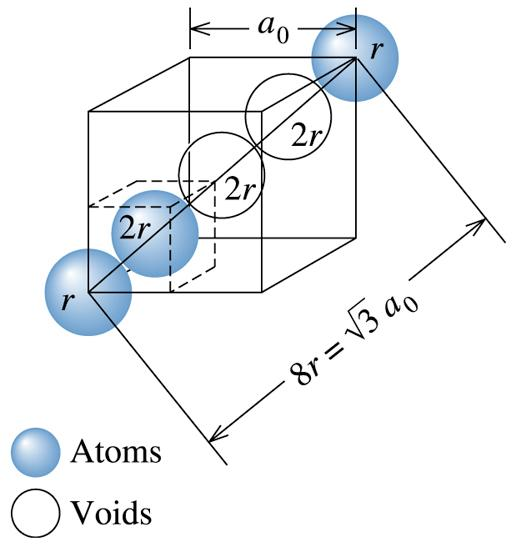 a₀
r
2r
2r
2r
r
8r = √3 a₀
Atoms
Voids